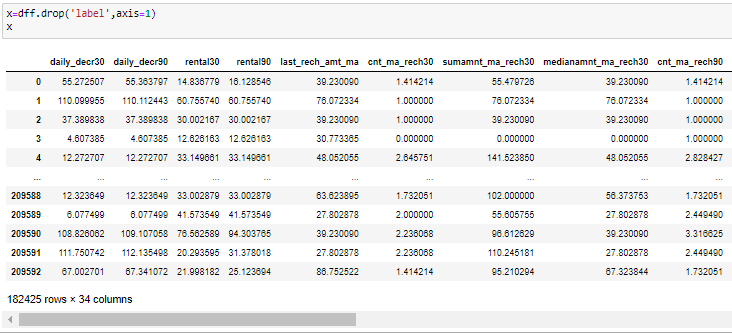 x=dff.drop('label',axis=1)
x
daily_decr30 daily_decr90 rental30 rental90 last_rech_amt_ma cnt_ma_rech30 sumamnt_ma_rech30 medianamnt_ma_rech30 cnt_ma_rech90
0 55.272507 55.363797 14.836779 16.128546 39.230090 1.414214 55.479726 39.230090 1.414214
1 110.099955 110.112443 60.755740 60.755740 76.072334 1.000000 76.072334 76.072334 1.000000
2 37.389838 37.389838 30.002167 30.002167 39.230090 1.000000 39.230090 39.230090 1.000000
3 4.607385 4.607385 12.626163 12.626163 30.773365 0.000000 0.000000 0.000000 1.000000
4 12.272707 12.272707 33.149661 33.149661 48.052055 2.645751 141.523850 48.052055 2.828427
... ... ... ... ... ... ... ... ... ...
209588 12.323649 12.323649 33.002879 33.002879 63.623895 1.732051 102.000000 56.373753 1.732051
209589 6.077499 6.077499 41.573549 41.573549 27.802878 2.000000 55.605755 27.802878 2.449490
209590 108.826062 109.107058 76.562589 94.303765 39.230090 2.236068 96.612629 39.230090 3.316625
209591 111.750742 112.135498 20.293595 31.378018 27.802878 2.236068 110.245181 27.802878 2.449490
209592 67.002701 67.341072 21.998182 25.123694 86.752522 1.414214 95.210294 67.323844 1.732051
182425 rows × 34 columns